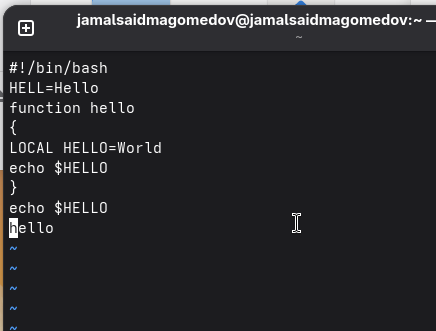 jamalsaidmagomedov@jamalsaidmagomedov:~ —
~
#!/bin/bash
HELL=Hello
function hello
{
LOCAL HELLO=World
echo $HELLO
}
echo $HELLO
hello
~
~
~
~
~